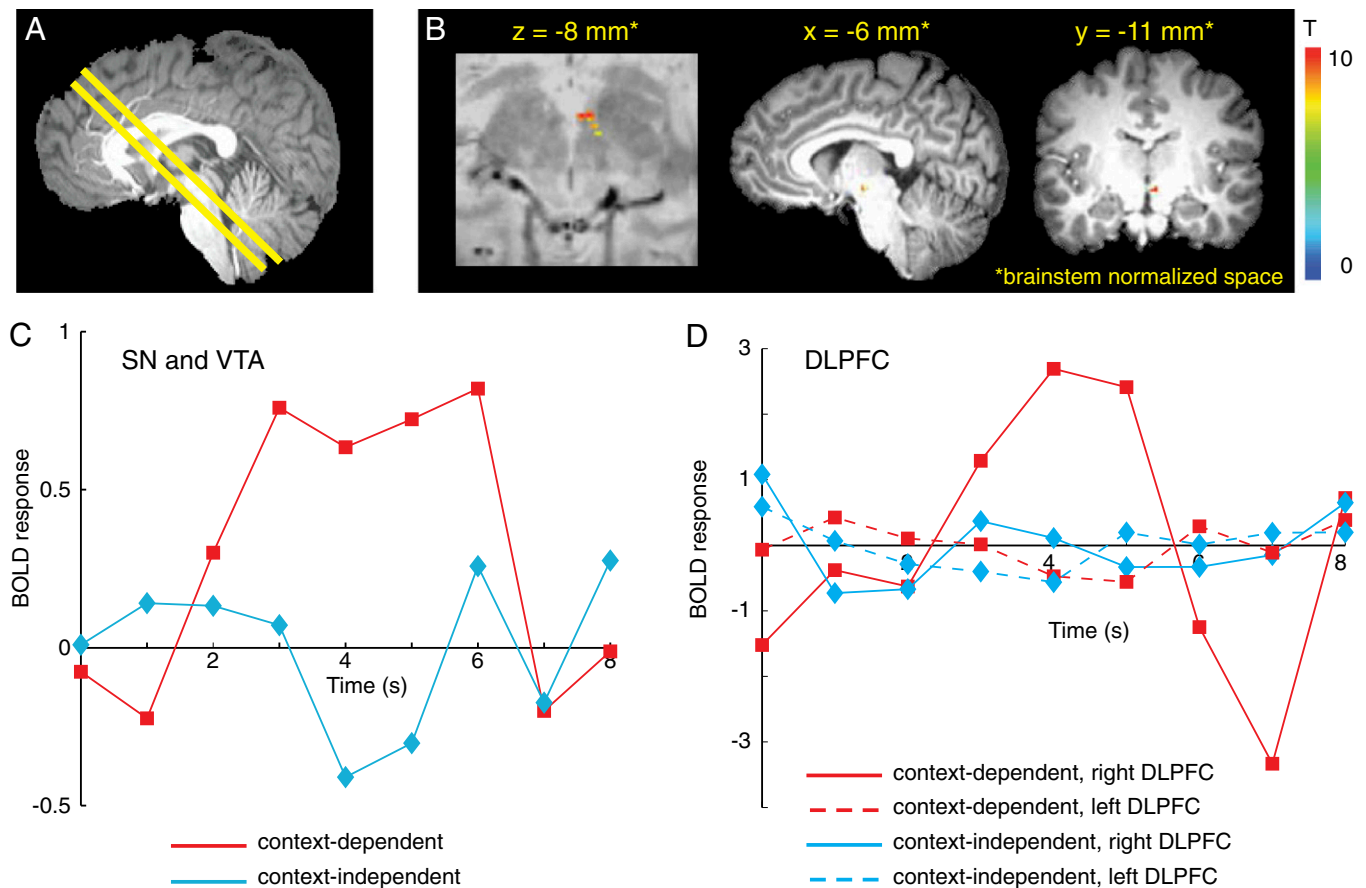 A
B
z = -8 mm*
x = -6 mm*
y = -11 mm*
*brainstem normalized space
T
10
0
C
SN and VTA
1
0.5
0
-0.5
BOLD response
2
4
6
8
Time (s)
context-dependent
context-independent
D
DLPFC
3
1
-1
-3
BOLD response
4
8
Time (s)
context-dependent, right DLPFC
context-dependent, left DLPFC
context-independent, right DLPFC
context-independent, left DLPFC